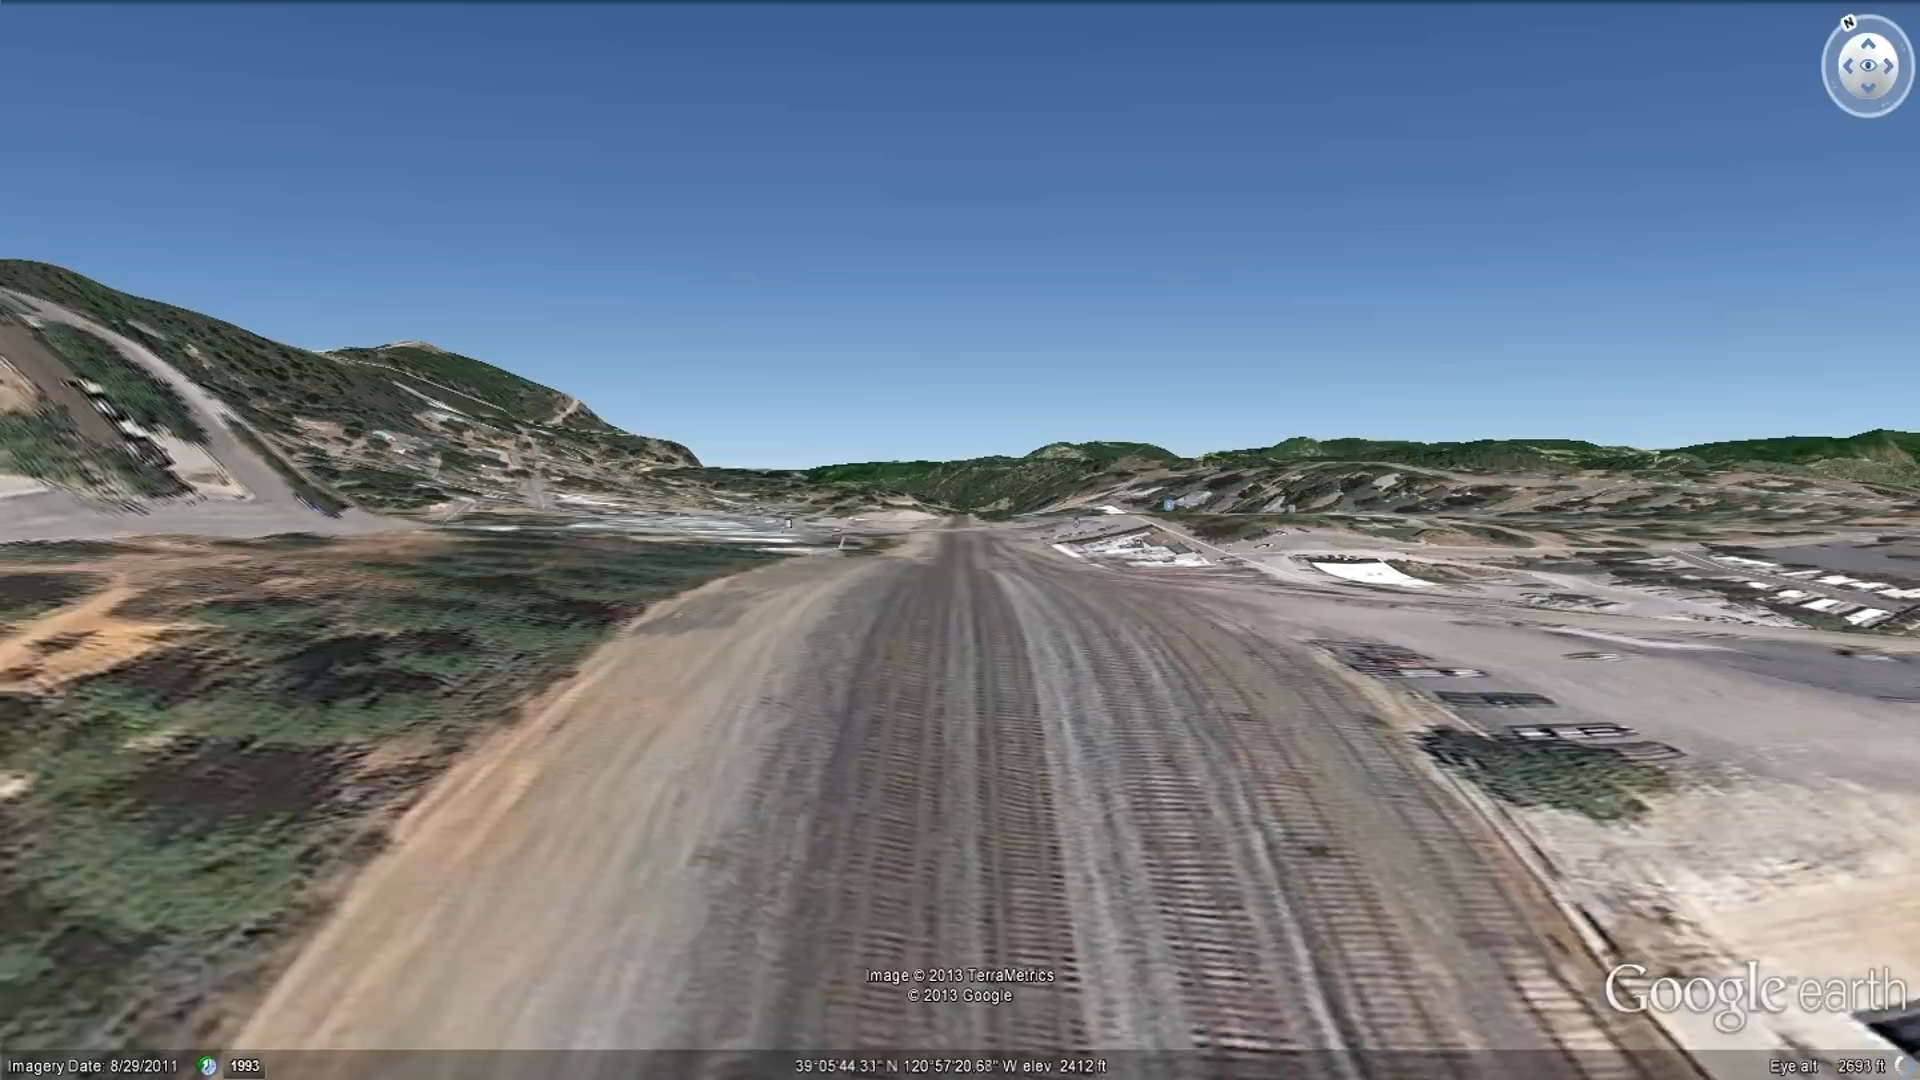 N
Image © 2013 TerraMetrics
© 2013 Google
Google earth
Imagery Date: 8/29/2011 1993 39°05'44.33" N 120°57'20.68" W elev 2412 ft Eye alt 2693 ft